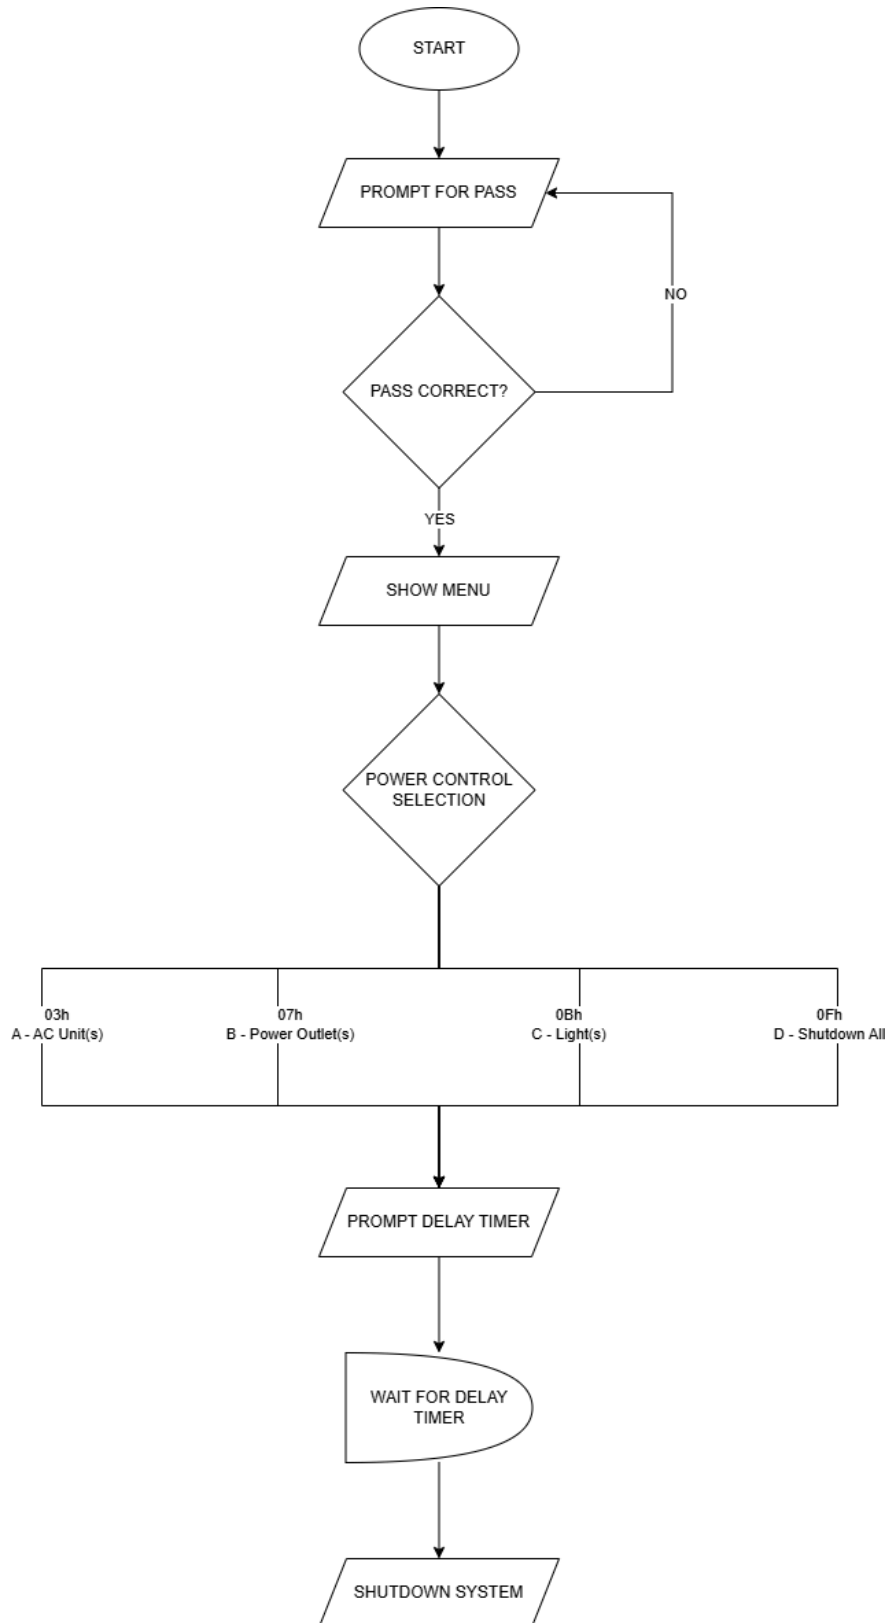 START
PROMPT FOR PASS
NO
PASS CORRECT?
YES
SHOW MENU
POWER CONTROL
SELECTION
03h
A - AC Unit(s)
07h
B - Power Outlet(s)
0Bh
C - Light(s)
0Fh
D - Shutdown All
PROMPT DELAY TIMER
WAIT FOR DELAY
TIMER
SHUTDOWN SYSTEM